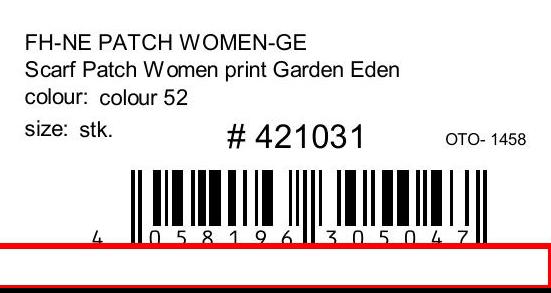 FH-NE PATCH WOMEN-GE
Scarf Patch Women print Garden Eden
colour: colour 52
size: stk.
# 421031
OTO- 1458
4 058196 305047